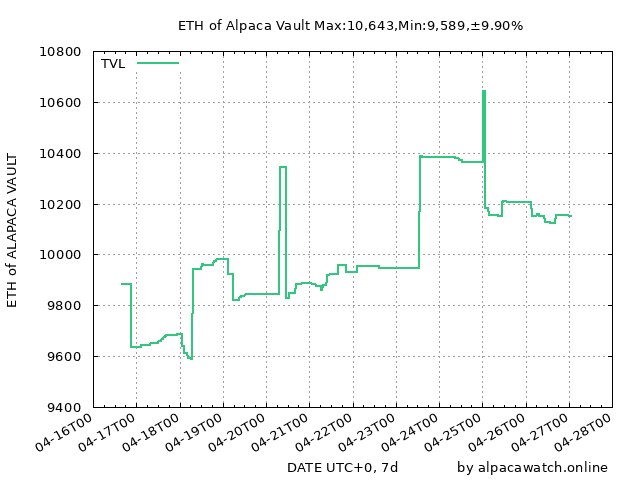 ETH of Alpaca Vault Max:10,643,Min:9,589,±9.90%
10800
TVL
10600
10400
10200
10000
9800
9600
9400
ETH of ALAPACA VAULT
04-16T00
04-17T00
04-18T00
04-19T00
04-20T00
04-21T00
04-22T00
04-23T00
04-24T00
04-25T00
04-26T00
04-27T00
04-28T00
DATE UTC+0, 7d
by alpacawatch.online